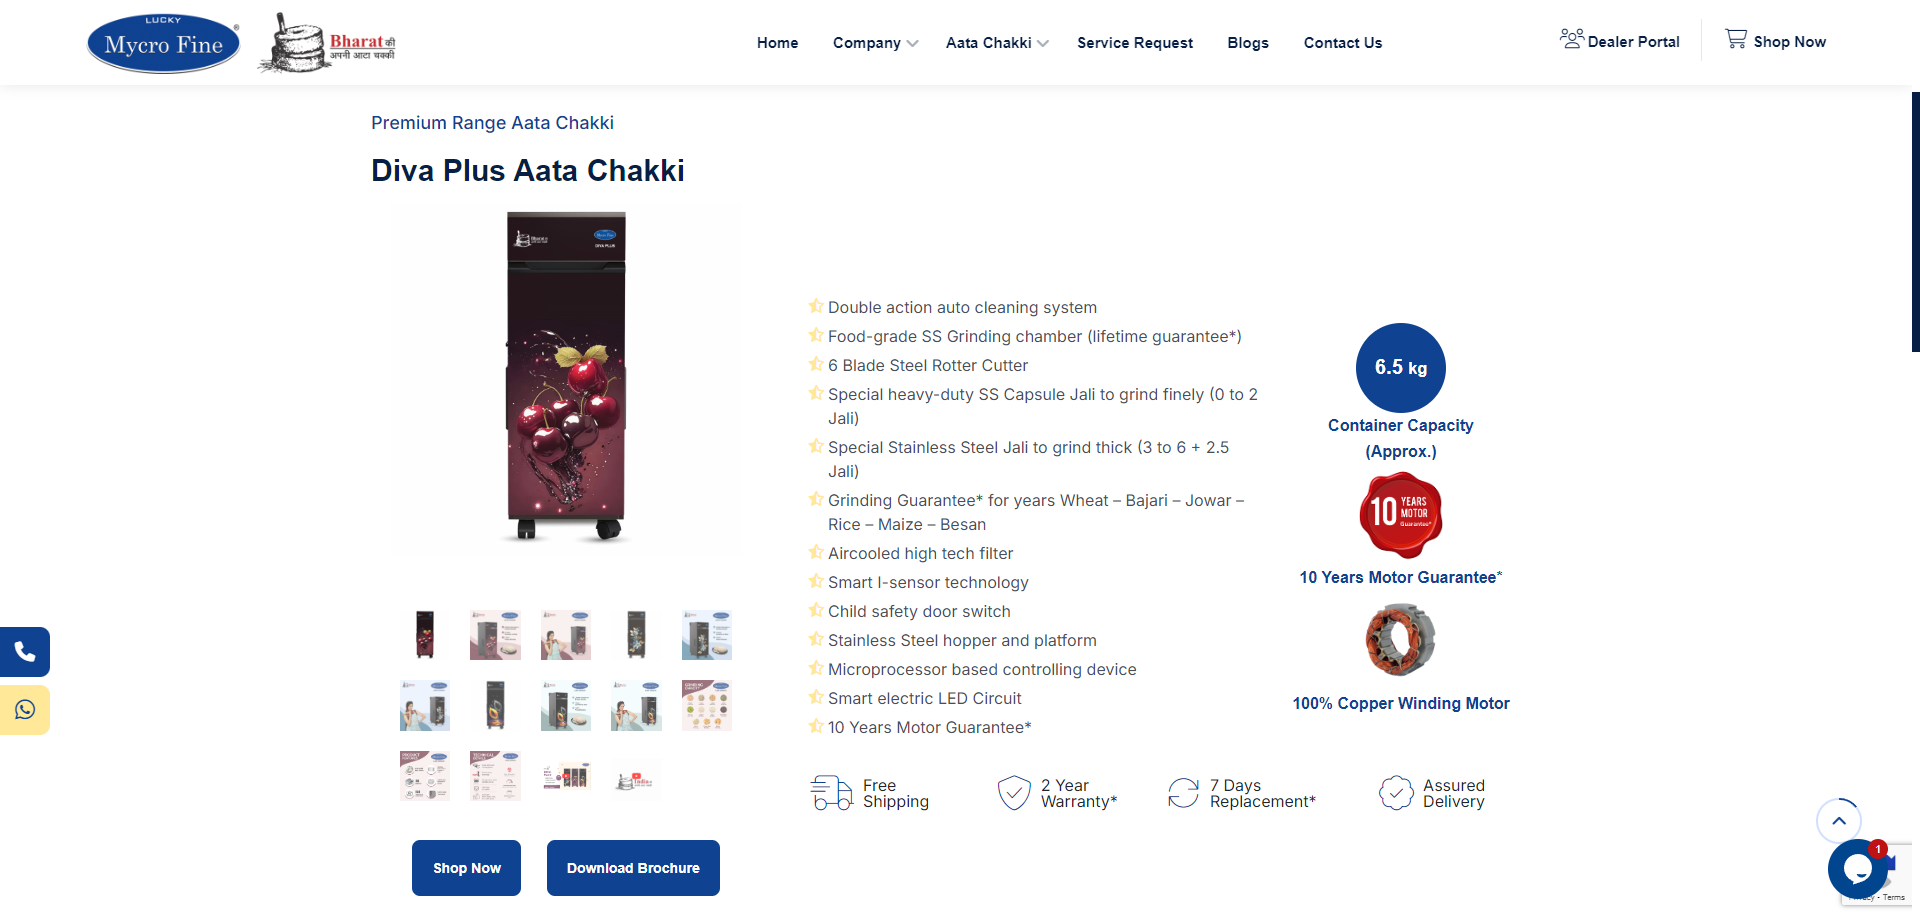 LUCKY
Mycro Fine
®
Bharat की
अपनी आटा चक्की
Home
Company
Aata Chakki
Service Request
Blogs
Contact Us
Dealer Portal
Shop Now
Premium Range Aata Chakki
Diva Plus Aata Chakki
Bharat की
Mycro Fine
DIVA PLUS
Double action auto cleaning system
Food-grade SS Grinding chamber (lifetime guarantee*)
6 Blade Steel Rotter Cutter
Special heavy-duty SS Capsule Jali to grind finely (0 to 2
Jali)
Special Stainless Steel Jali to grind thick (3 to 6 + 2.5
Jali)
Grinding Guarantee* for years Wheat – Bajari – Jowar –
Rice – Maize – Besan
Aircooled high tech filter
Smart I-sensor technology
Child safety door switch
Stainless Steel hopper and platform
Microprocessor based controlling device
Smart electric LED Circuit
10 Years Motor Guarantee*
6.5 kg
Container Capacity
(Approx.)
10 YEARS
MOTOR
Guarantee*
10 Years Motor Guarantee*
100% Copper Winding Motor
Free
Shipping
2 Year
Warranty*
7 Days
Replacement*
Assured
Delivery
Shop Now
Download Brochure
1
Privacy - Terms